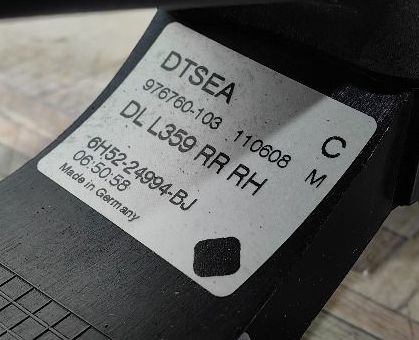 DTSEA
976760-103 110608 C
DL L359 RR RH M
6H52-24994-BJ
06:50:58
Made in Germany